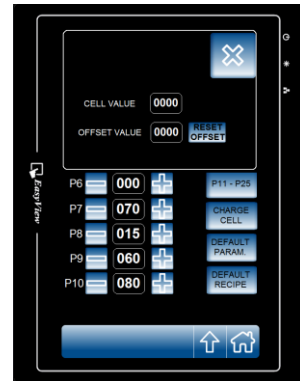 CELL VALUE 0000
OFFSET VALUE 0000 RESET OFFSET
EasyView
P6 000 P11 - P25
P7 070 CHARGE CELL
P8 015 DEFAULT PARAM.
P9 060
P10 080 DEFAULT RECIPE